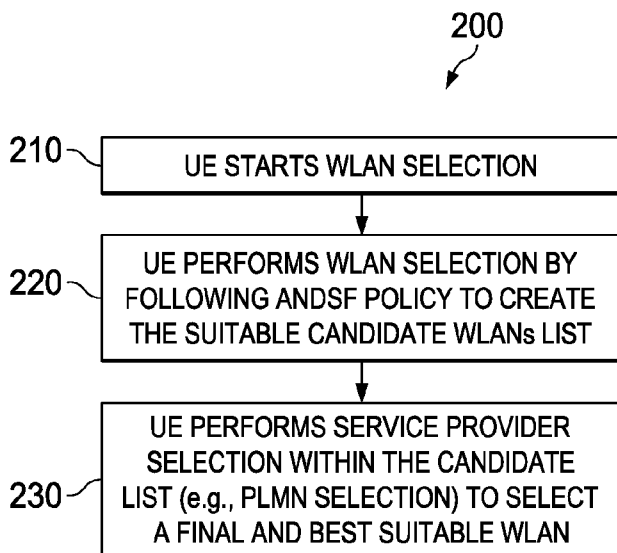 200
210
UE STARTS WLAN SELECTION
220
UE PERFORMS WLAN SELECTION BY
FOLLOWING ANDSF POLICY TO CREATE
THE SUITABLE CANDIDATE WLANs LIST
230
UE PERFORMS SERVICE PROVIDER
SELECTION WITHIN THE CANDIDATE
LIST (e.g., PLMN SELECTION) TO SELECT
A FINAL AND BEST SUITABLE WLAN